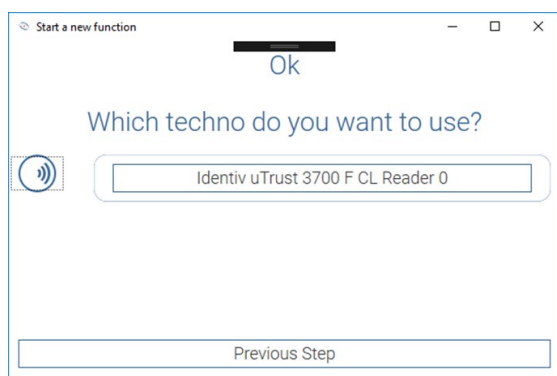 Start a new function
Ok
Which techno do you want to use?
Identiv uTrust 3700 F CL Reader 0
Previous Step